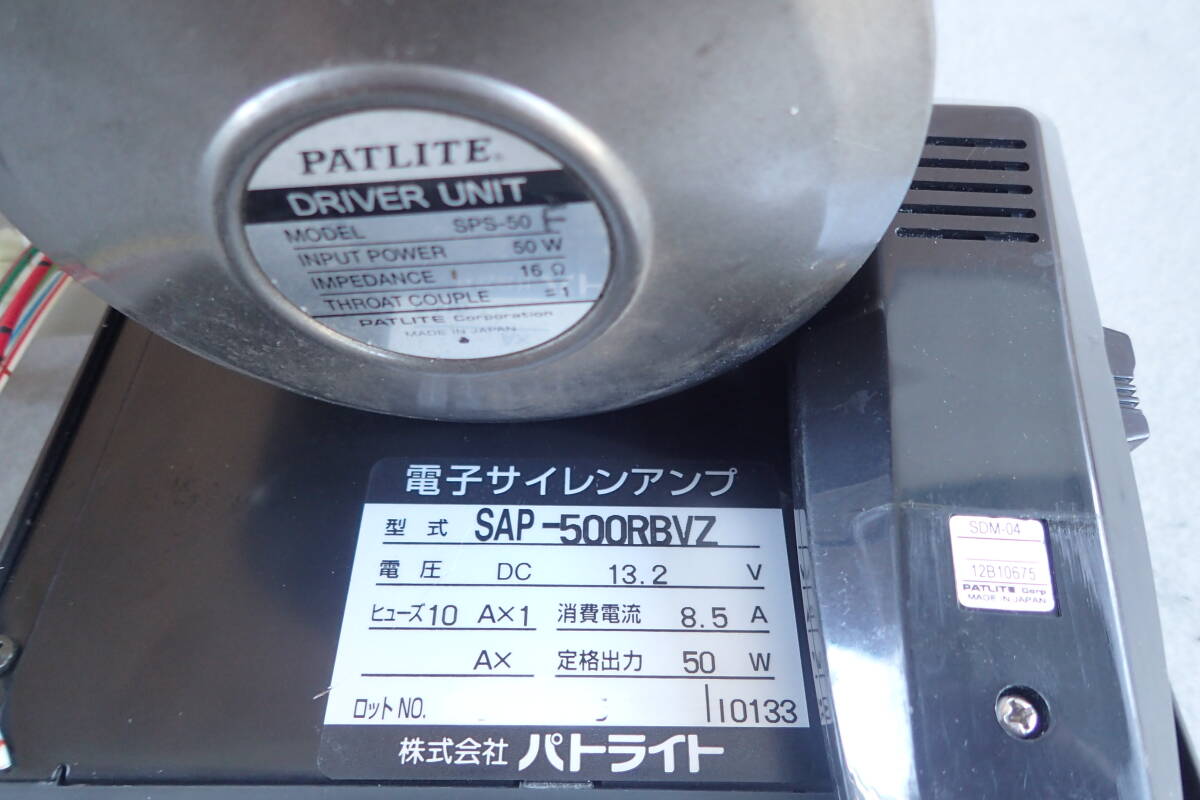 PATLITE
DRIVER UNIT
MODEL SPS-50 F
INPUT POWER 50 W
IMPEDANCE 16 Ω
THROAT COUPLE = 1
PATLITE Corporation
MADE IN JAPAN
電子サイレンアンプ
型式 SAP-500RBVZ
電圧 DC 13.2 V
ヒューズ 10 A×1 消費電流 8.5 A
A× 定格出力 50 W
ロットNO. 110133
株式会社 パトライト
SDM-04
12B10675
PATLITE Corp
MADE IN JAPAN